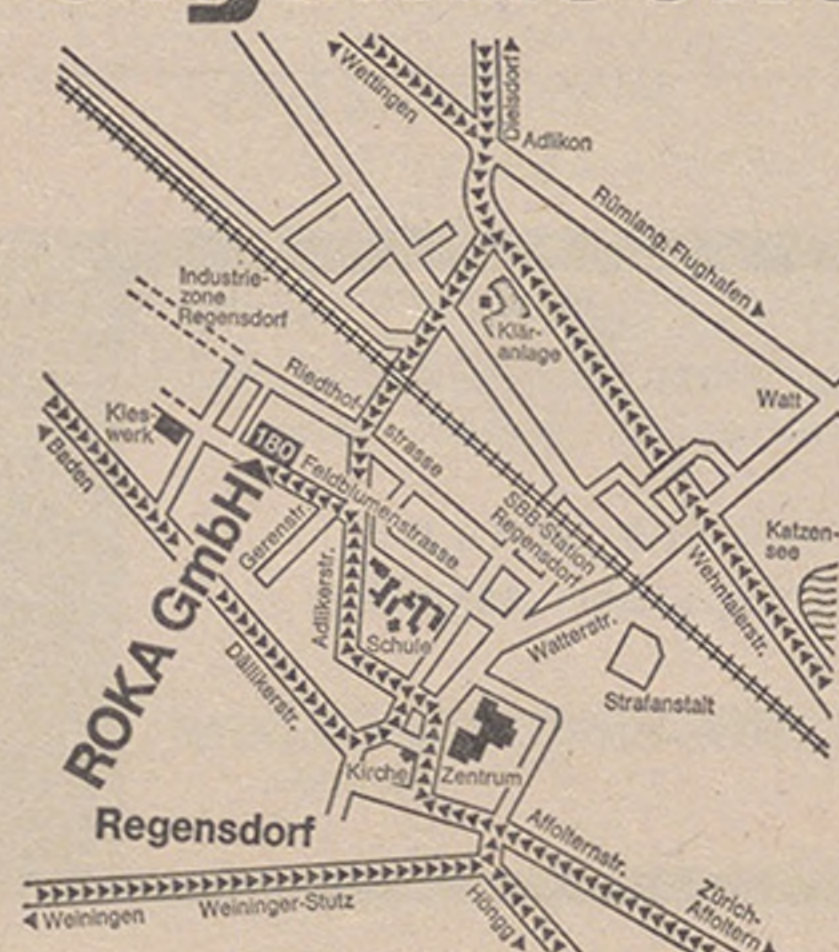 Wettingen
Dielsdorf
Adlikon
Rümlang, Flughafen
Industrie-
zone
Regensdorf
Klär-
anlage
Watt
Riedthof-
strasse
Kies-
werk
180
Baden
Feldblumenstrasse
SBB-Station
Regensdorf
Katzen-
see
Gerenstr.
Adlikerstr.
Wehntalerstr.
ROKA GmbH
Schule
Watterstr.
Dällikerstr.
Strafanstalt
Kirche
Zentrum
Regensdorf
Affolternstr.
Zürich-
Affoltern
Weiningen
Weininger-Stutz
Höngg